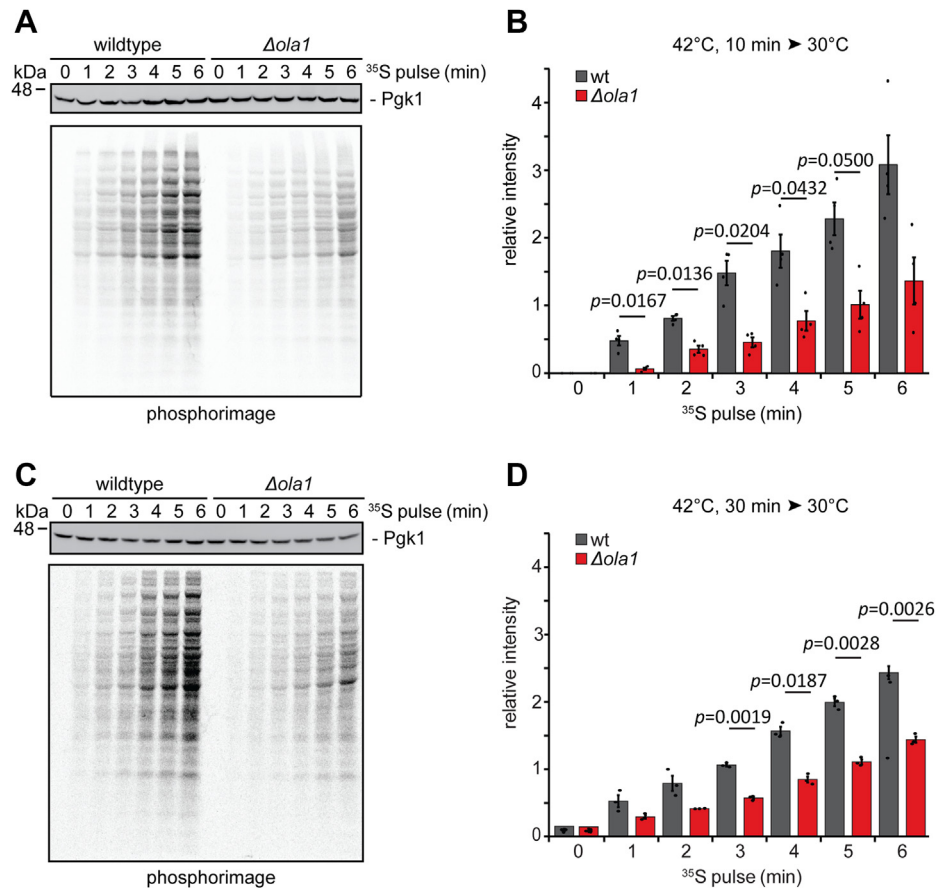 A
wildtype Δola1
kDa 0 1 2 3 4 5 6 0 1 2 3 4 5 6 ³⁵S pulse (min)
48 - Pgk1
phosphorimage
B
42°C, 10 min ➤ 30°C
wt
Δola1
relative intensity
4
3
2
1
0
p=0.0167
p=0.0136
p=0.0204
p=0.0432
p=0.0500
0 1 2 3 4 5 6
³⁵S pulse (min)
C
wildtype Δola1
kDa 0 1 2 3 4 5 6 0 1 2 3 4 5 6 ³⁵S pulse (min)
48 - Pgk1
phosphorimage
D
42°C, 30 min ➤ 30°C
wt
Δola1
relative intensity
4
3
2
1
0
p=0.0019
p=0.0187
p=0.0028
p=0.0026
0 1 2 3 4 5 6
³⁵S pulse (min)